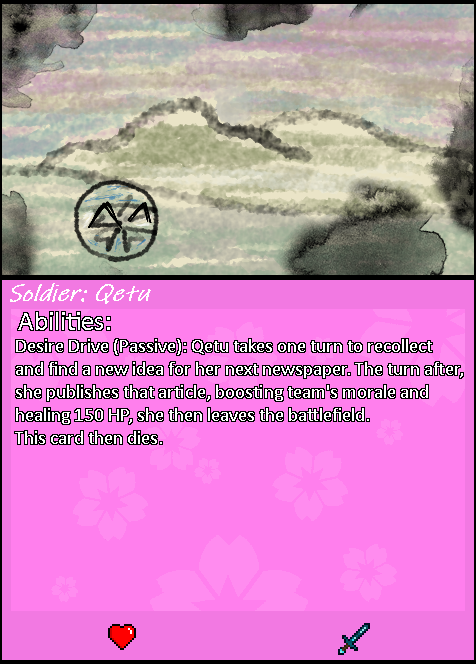 Soldier: Qetu
Abilities:
Desire Drive (Passive): Qetu takes one turn to recollect
and find a new idea for her next newspaper. The turn after,
she publishes that article, boosting team's morale and
healing 150 HP, she then leaves the battlefield.
This card then dies.